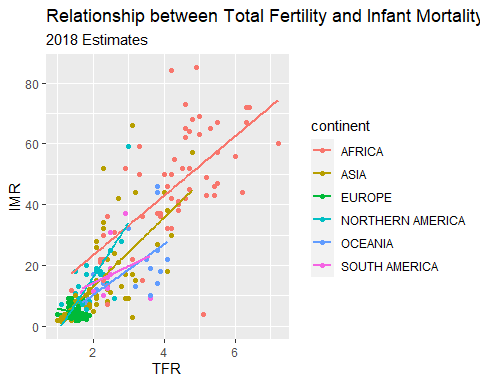 Relationship between Total Fertility and Infant Mortality
2018 Estimates
80
60
40
20
0
IMR
2
4
6
TFR
continent
AFRICA
ASIA
EUROPE
NORTHERN AMERICA
OCEANIA
SOUTH AMERICA